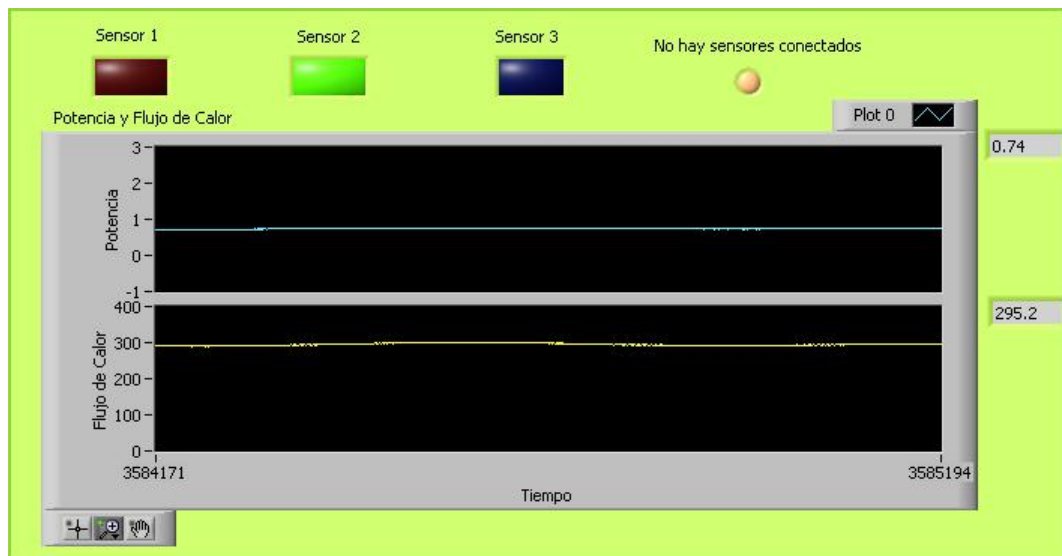 Sensor 1 Sensor 2 Sensor 3 No hay sensores conectados
Potencia y Flujo de Calor Plot 0
0.74
3
2
1
0
-1
Potencia
295.2
400
300
200
100
0
Flujo de Calor
3584171 3585194
Tiempo